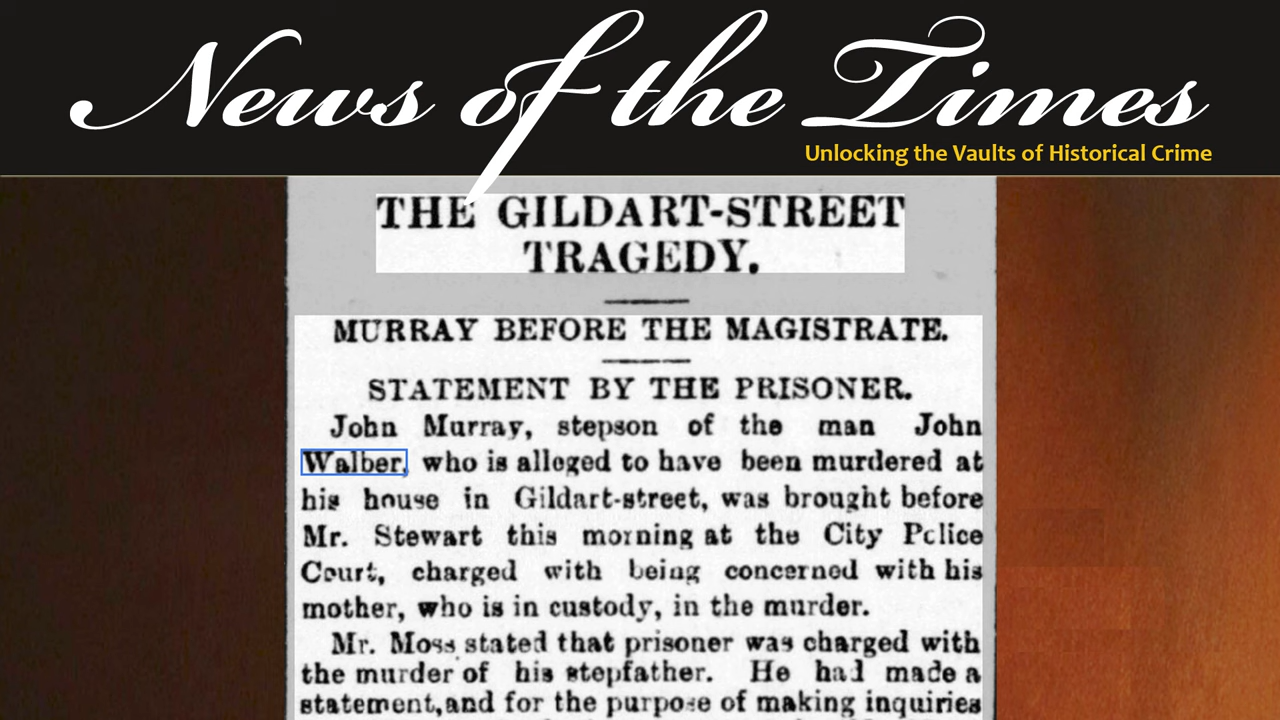 News of the Times
Unlocking the Vaults of Historical Crime
THE GILDART-STREET
TRAGEDY.
MURRAY BEFORE THE MAGISTRATE.
STATEMENT BY THE PRISONER.
John Murray, stepson of the man John
Walber, who is alleged to have been murdered at
his house in Gildart-street, was brought before
Mr. Stewart this morning at the City Police
Court, charged with being concerned with his
mother, who is in custody, in the murder.
Mr. Moss stated that prisoner was charged with
the murder of his stepfather. He had made a
statement, and for the purpose of making inquiries